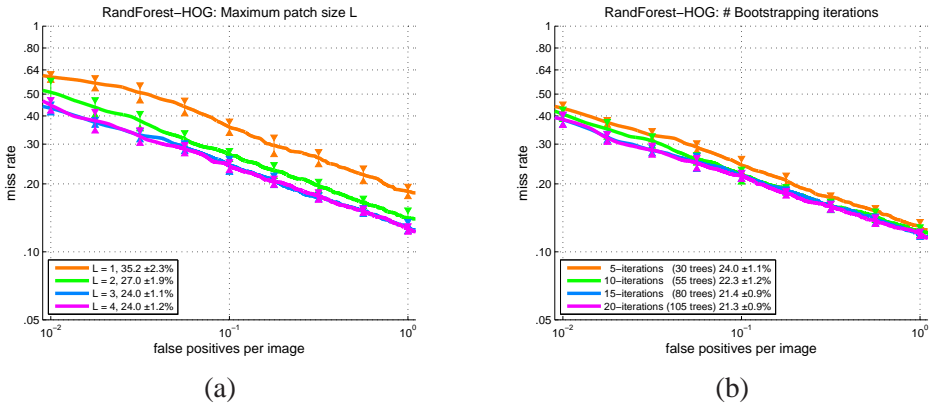 RandForest−HOG: Maximum patch size L
1
.80
.64
.50
.40
.30
.20
.10
.05
miss rate
L = 1, 35.2 ±2.3%
L = 2, 27.0 ±1.9%
L = 3, 24.0 ±1.1%
L = 4, 24.0 ±1.2%
10⁻² 10⁻¹ 10⁰
false positives per image
(a)
RandForest−HOG: # Bootstrapping iterations
1
.80
.64
.50
.40
.30
.20
.10
.05
miss rate
5−iterations (30 trees) 24.0 ±1.1%
10−iterations (55 trees) 22.3 ±1.2%
15−iterations (80 trees) 21.4 ±0.9%
20−iterations (105 trees) 21.3 ±0.9%
10⁻² 10⁻¹ 10⁰
false positives per image
(b)